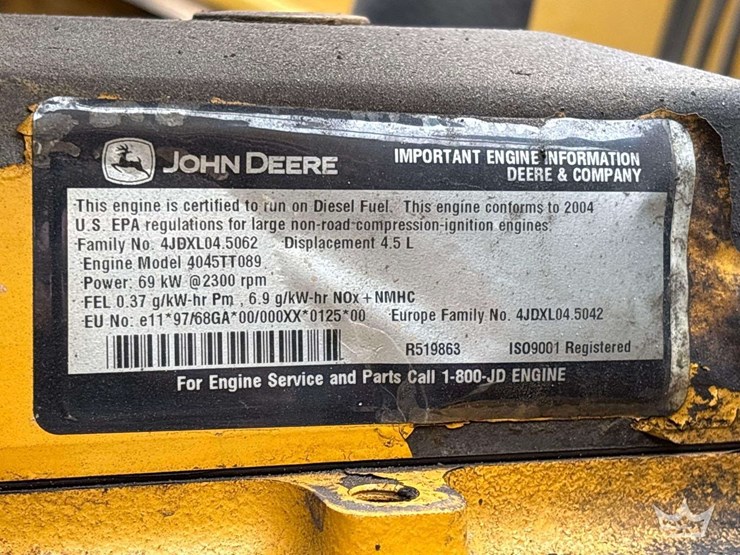 JOHN DEERE
IMPORTANT ENGINE INFORMATION
DEERE & COMPANY
This engine is certified to run on Diesel Fuel. This engine conforms to 2004
U.S. EPA regulations for large non-road-compression-ignition engines.
Family No. 4JDXL04.5062 Displacement 4.5 L
Engine Model 4045TT089
Power: 69 kW @2300 rpm
FEL 0.37 g/kW-hr Pm , 6.9 g/kW-hr NOx + NMHC
EU No: e11*97/68GA*00/000XX*0125*00 Europe Family No. 4JDXL04.5042
R519863 ISO9001 Registered
For Engine Service and Parts Call 1-800-JD ENGINE